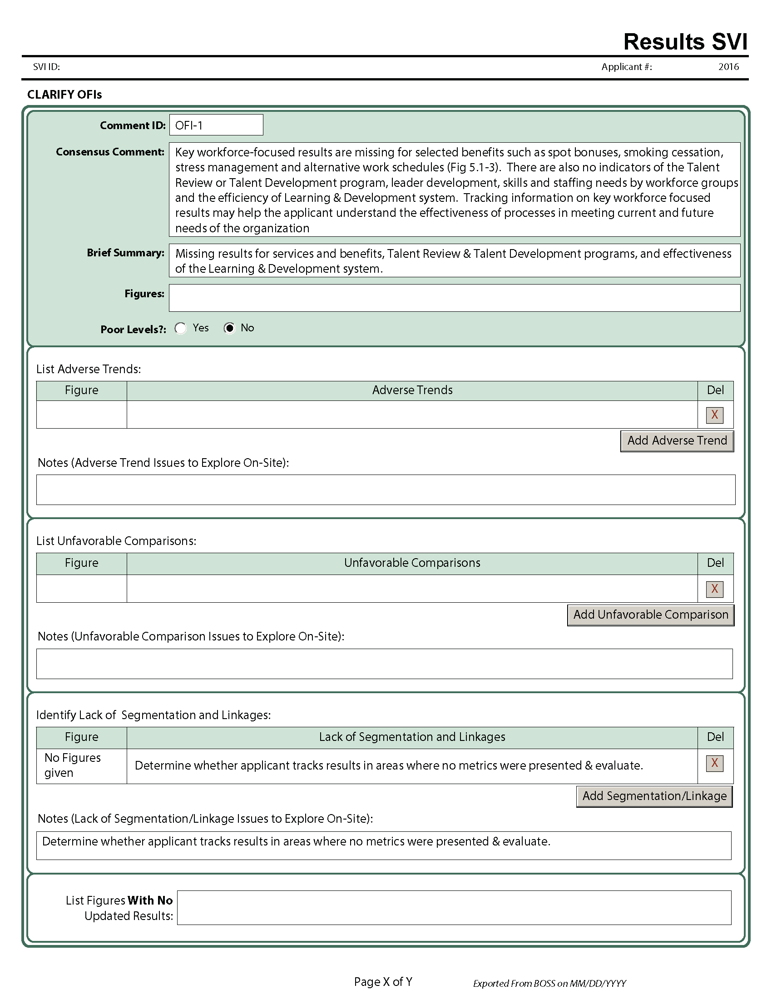 Results SVI
SVI ID:
Applicant #:
2016
CLARIFY OFIs
Comment ID:
OFI-1
Consensus Comment:
Key workforce-focused results are missing for selected benefits such as spot bonuses, smoking cessation,
stress management and alternative work schedules (Fig 5.1-3).  There are also no indicators of the Talent
Review or Talent Development program, leader development, skills and staffing needs by workforce groups
and the efficiency of Learning & Development system.  Tracking information on key workforce focused
results may help the applicant understand the effectiveness of processes in meeting current and future
needs of the organization
Brief Summary:
Missing results for services and benefits, Talent Review & Talent Development programs, and effectiveness
of the Learning & Development system.
Figures:
Poor Levels?:
Yes
No
List Adverse Trends:
Figure
Adverse Trends
Del
X
Add Adverse Trend
Notes (Adverse Trend Issues to Explore On-Site):
List Unfavorable Comparisons:
Figure
Unfavorable Comparisons
Del
X
Add Unfavorable Comparison
Notes (Unfavorable Comparison Issues to Explore On-Site):
Identify Lack of  Segmentation and Linkages:
Figure
Lack of Segmentation and Linkages
Del
No Figures
given
Determine whether applicant tracks results in areas where no metrics were presented & evaluate.
X
Add Segmentation/Linkage
Notes (Lack of Segmentation/Linkage Issues to Explore On-Site):
Determine whether applicant tracks results in areas where no metrics were presented & evaluate.
List Figures With No
Updated Results:
Page X of Y
Exported From BOSS on MM/DD/YYYY